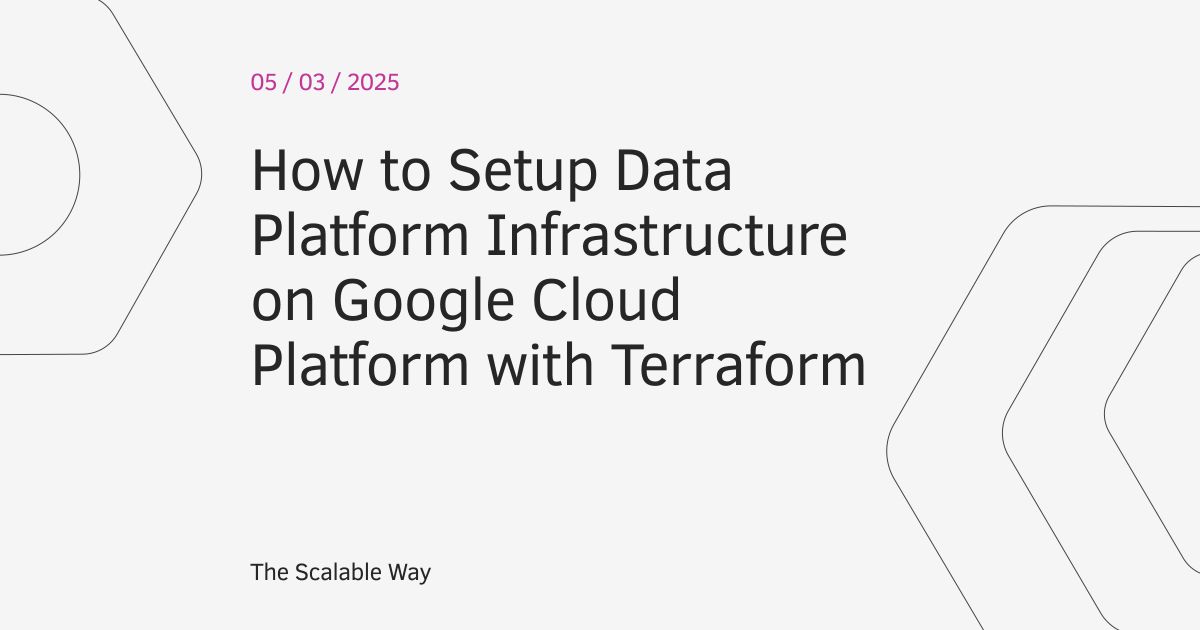 05 / 03 / 2025
How to Setup Data
Platform Infrastructure
on Google Cloud
Platform with Terraform
The Scalable Way